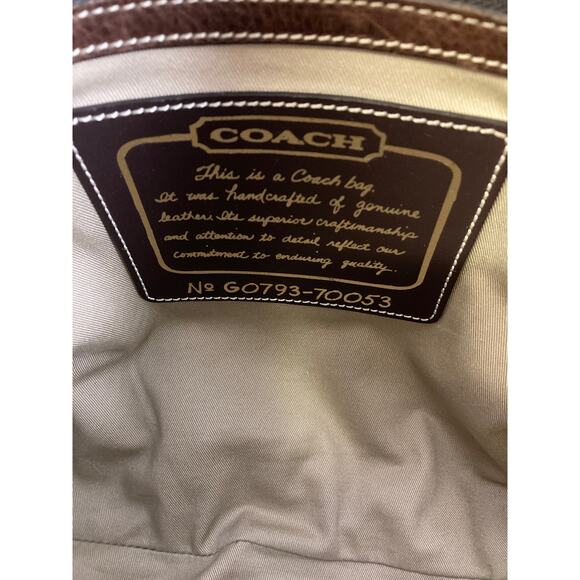 COACH
This is a Coach bag.
It was handcrafted of genuine
leather. Its superior craftsmanship
and attention to detail reflect our
commitment to enduring quality.
Nº G0793-70053